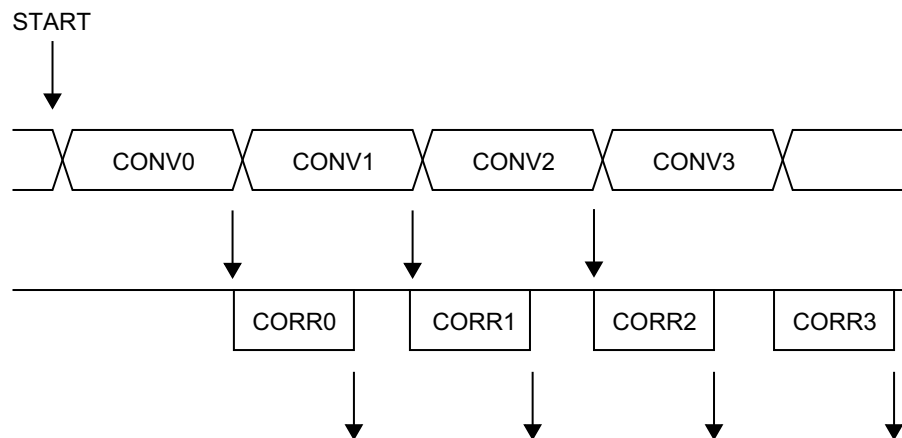 START
CONV0 CONV1 CONV2 CONV3
CORR0 CORR1 CORR2 CORR3